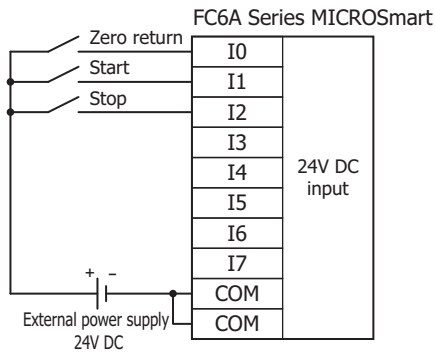 FC6A Series MICROSmart
Zero return
I0
Start
I1
Stop
I2
I3
I4
24V DC
input
I5
I6
I7
+ –
COM
External power supply
24V DC
COM